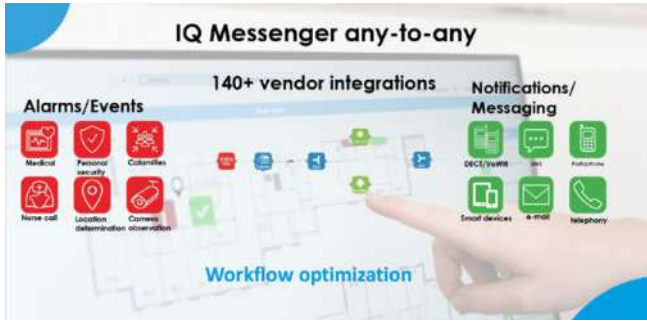 IQ Messenger any-to-any
140+ vendor integrations
Alarms/Events
Medical
Personal
security
Calamities
Nurse call
Location
determination
Camera
observation
Notifications/
Messaging
DECT/VoWifi
Smart devices
e-mail
telephony
Workflow optimization